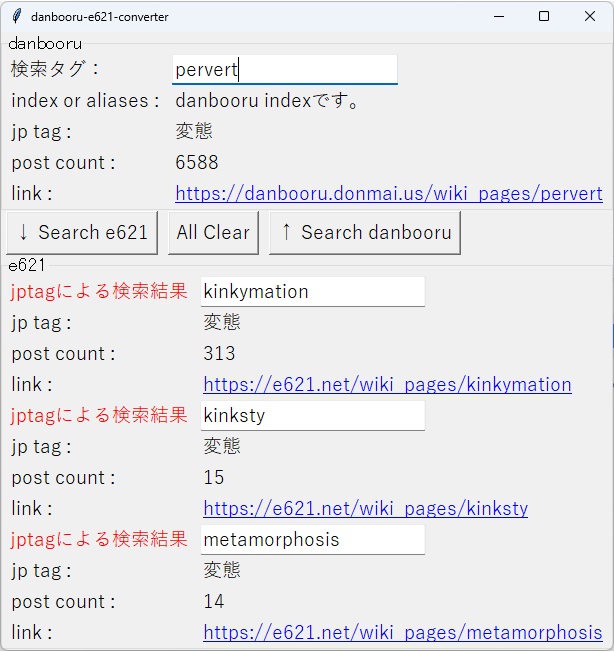 danbooru-e621-converter
danbooru
検索タグ： pervert
index or aliases : danbooru indexです。
jp tag : 変態
post count : 6588
link : https://danbooru.donmai.us/wiki_pages/pervert
↓ Search e621 All Clear ↑ Search danbooru
e621
jptagによる検索結果 kinkymation
jp tag : 変態
post count : 313
link : https://e621.net/wiki_pages/kinkymation
jptagによる検索結果 kinksty
jp tag : 変態
post count : 15
link : https://e621.net/wiki_pages/kinksty
jptagによる検索結果 metamorphosis
jp tag : 変態
post count : 14
link : https://e621.net/wiki_pages/metamorphosis